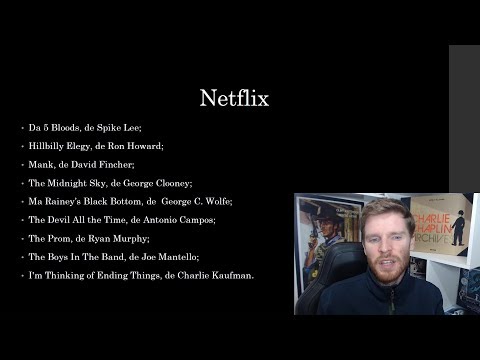 Netflix
Da 5 Bloods, de Spike Lee;
Hillbilly Elegy, de Ron Howard;
Mank, de David Fincher;
The Midnight Sky, de George Clooney;
Ma Rainey's Black Bottom, de George C. Wolfe;
The Devil All the Time, de Antonio Campos;
The Prom, de Ryan Murphy;
The Boys In The Band, de Joe Mantello;
I'm Thinking of Ending Things, de Charlie Kaufman.
CHARLIE
CHAPLIN
ARCHIVES